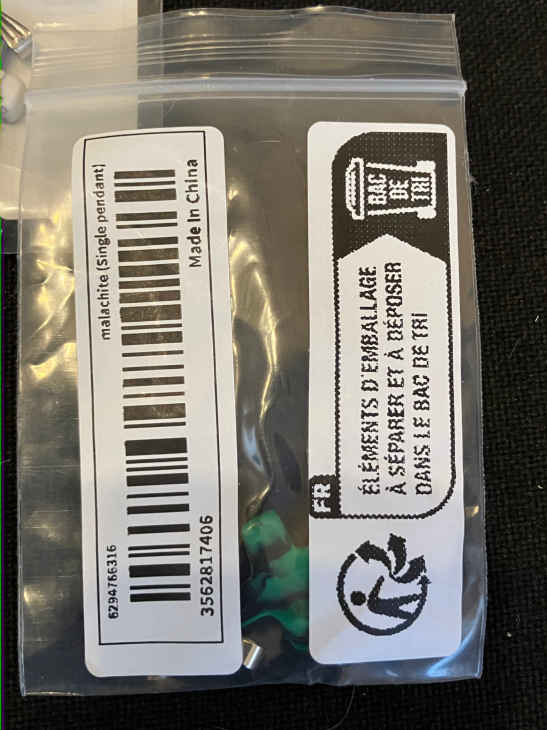 malachite (Single pendant)
Made In China
6294766316
3562817406
BAC
DE
TRI
FR
ÉLÉMENTS D'EMBALLAGE
À SÉPARER ET À DÉPOSER
DANS LE BAC DE TRI